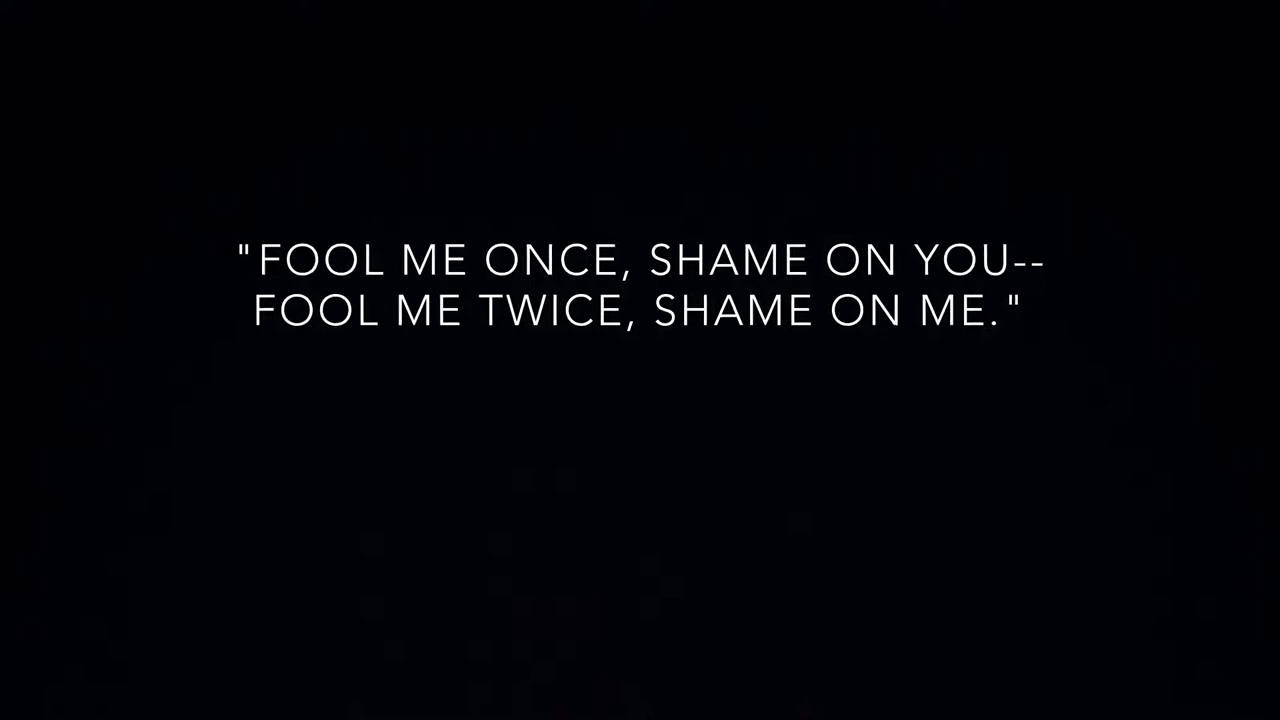 "FOOL ME ONCE, SHAME ON YOU--
FOOL ME TWICE, SHAME ON ME."